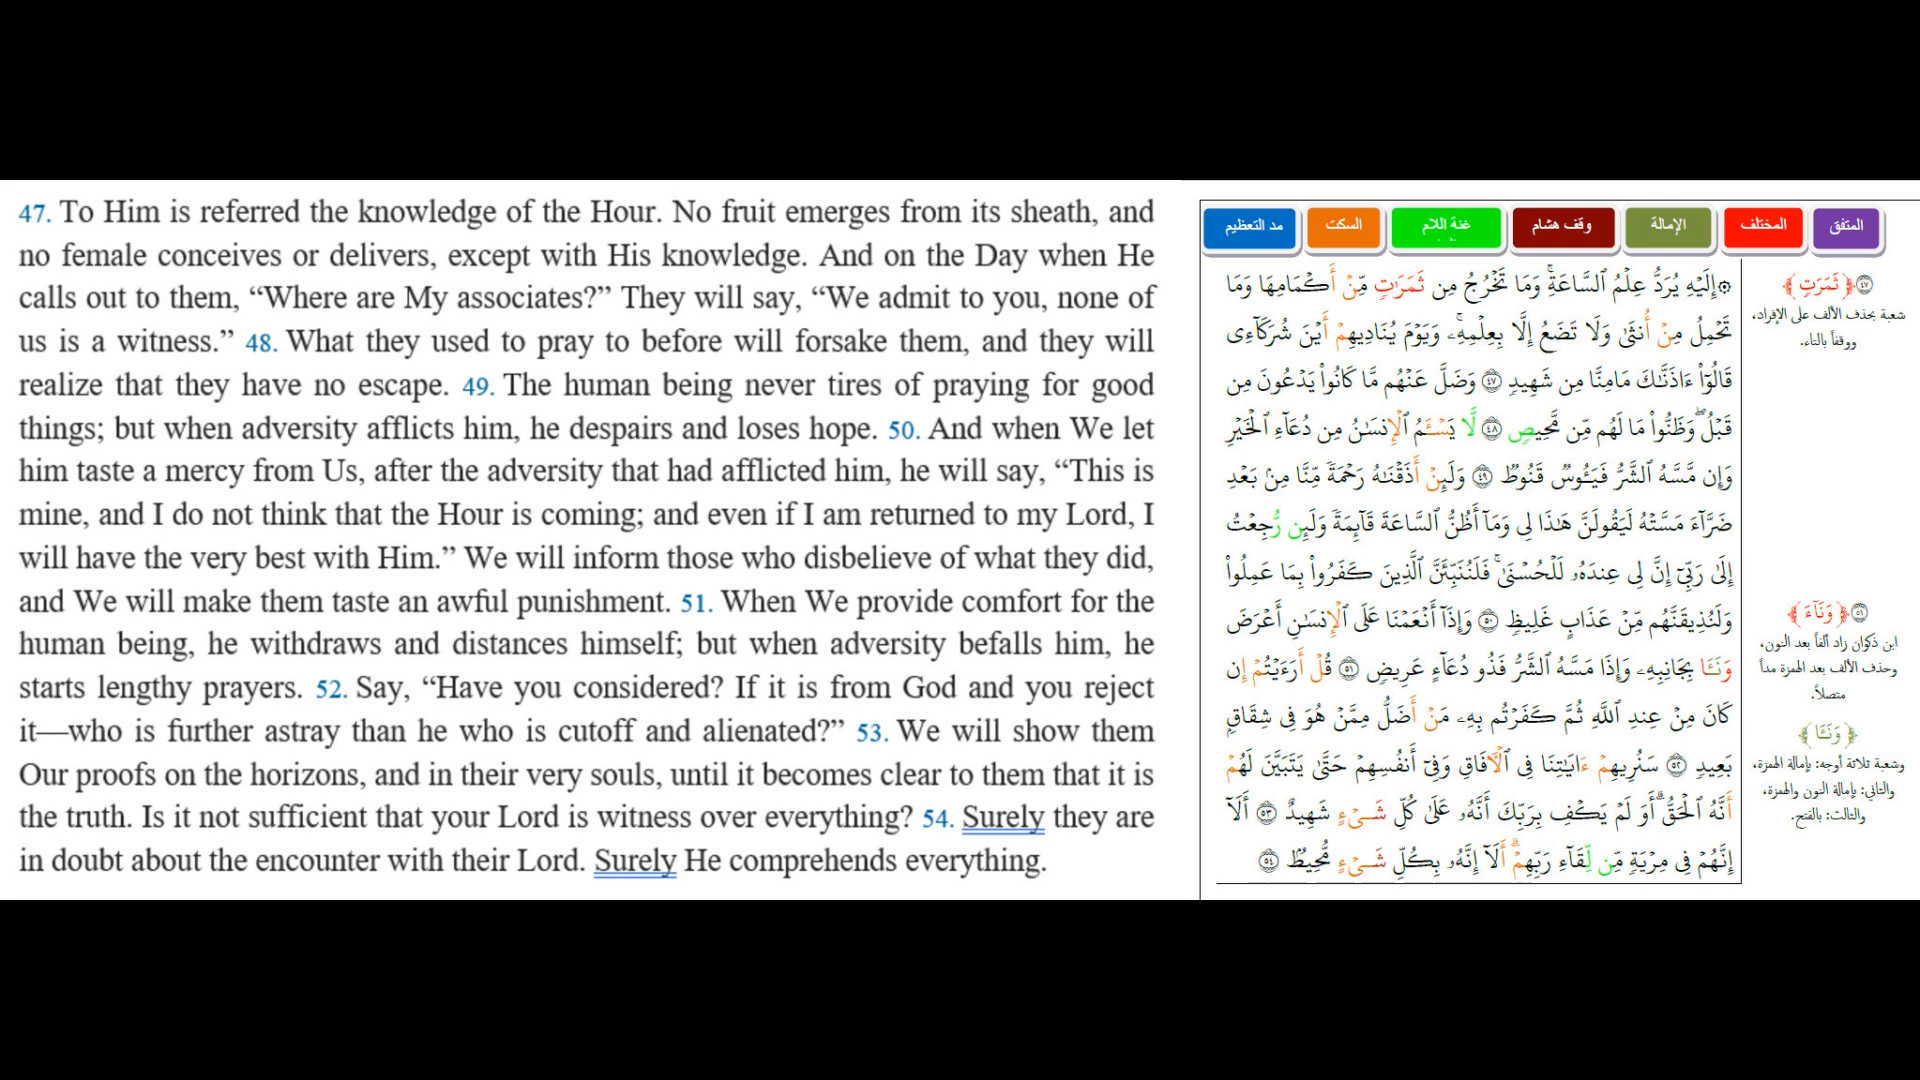 47. To Him is referred the knowledge of the Hour. No fruit emerges from its sheath, and
no female conceives or delivers, except with His knowledge. And on the Day when He
calls out to them, “Where are My associates?” They will say, “We admit to you, none of
us is a witness.” 48. What they used to pray to before will forsake them, and they will
realize that they have no escape. 49. The human being never tires of praying for good
things; but when adversity afflicts him, he despairs and loses hope. 50. And when We let
him taste a mercy from Us, after the adversity that had afflicted him, he will say, “This is
mine, and I do not think that the Hour is coming; and even if I am returned to my Lord, I
will have the very best with Him.” We will inform those who disbelieve of what they did,
and We will make them taste an awful punishment. 51. When We provide comfort for the
human being, he withdraws and distances himself; but when adversity befalls him, he
starts lengthy prayers. 52. Say, “Have you considered? If it is from God and you reject
it—who is further astray than he who is cutoff and alienated?” 53. We will show them
Our proofs on the horizons, and in their very souls, until it becomes clear to them that it is
the truth. Is it not sufficient that your Lord is witness over everything? 54. Surely they are
in doubt about the encounter with their Lord. Surely He comprehends everything.
المتفق المختلف الإمالة وقف هشام غنة اللام السكت مد التعظيم
۞إِلَيْهِ يُرَدُّ عِلْمُ ٱلسَّاعَةِۚ وَمَا تَخْرُجُ مِن ثَمَرَٰتٖ مِّنْ أَكْمَامِهَا وَمَا
تَحْمِلُ مِنْ أُنثَىٰ وَلَا تَضَعُ إِلَّا بِعِلْمِهِۦۚ وَيَوْمَ يُنَادِيهِمْ أَيْنَ شُرَكَآءِى
قَالُوٓا۟ ءَاذَنَّٰكَ مَامِنَّا مِن شَهِيدٖ ٤٧ وَضَلَّ عَنْهُم مَّا كَانُوا۟ يَدْعُونَ مِن
قَبْلُۖ وَظَنُّوا۟ مَا لَهُم مِّن مَّحِيصٖ ٤٨ لَّا يَسْـَٔمُ ٱلْإِنسَٰنُ مِن دُعَآءِ ٱلْخَيْرِ
وَإِن مَّسَّهُ ٱلشَّرُّ فَيَـُٔوسٞ قَنُوطٞ ٤٩ وَلَئِنْ أَذَقْنَٰهُ رَحْمَةٗ مِّنَّا مِنۢ بَعْدِ
ضَرَّآءَ مَسَّتْهُ لَيَقُولَنَّ هَٰذَا لِى وَمَآ أَظُنُّ ٱلسَّاعَةَ قَآئِمَةٗ وَلَئِن رُّجِعْتُ
إِلَىٰ رَبِّىٓ إِنَّ لِى عِندَهُۥ لَلْحُسْنَىٰۚ فَلَنُنَبِّئَنَّ ٱلَّذِينَ كَفَرُوا۟ بِمَا عَمِلُوا۟
وَلَنُذِيقَنَّهُم مِّنْ عَذَابٍ غَلِيظٖ ٥٠ وَإِذَآ أَنْعَمْنَا عَلَى ٱلْإِنسَٰنِ أَعْرَضَ
وَنَـَٔا بِجَانِبِهِۦ وَإِذَا مَسَّهُ ٱلشَّرُّ فَذُو دُعَآءٍ عَرِيضٖ ٥١ قُلْ أَرَءَيْتُمْ إِن
كَانَ مِنْ عِندِ ٱللَّهِ ثُمَّ كَفَرْتُم بِهِۦ مَنْ أَضَلُّ مِمَّنْ هُوَ فِى شِقَاقِۭ
بَعِيدٖ ٥٢ سَنُرِيهِمْ ءَايَٰتِنَا فِى ٱلْأٓفَاقِ وَفِىٓ أَنفُسِهِمْ حَتَّىٰ يَتَبَيَّنَ لَهُمْ
أَنَّهُ ٱلْحَقُّۗ أَوَ لَمْ يَكْفِ بِرَبِّكَ أَنَّهُۥ عَلَىٰ كُلِّ شَىْءٖ شَهِيدٌ ٥٣ أَلَآ
إِنَّهُمْ فِى مِرْيَةٖ مِّن لِّقَآءِ رَبِّهِمْۗ أَلَآ إِنَّهُۥ بِكُلِّ شَىْءٖ مُّحِيطُۢ ٥٤
٤٧ ﴿ثَمَرَتٖ﴾
شعبة بحذف الألف على الإفراد،
ووقفاً بالتاء.
٥١ ﴿وَنَآءَ﴾
ابن ذكوان زاد ألفاً بعد النون،
وحذف الألف بعد الهمزة مداً
متصلاً.
﴿وَنَـَٔا﴾
وشعبة ثلاثة أوجه: بإمالة الهمزة،
والثاني: بإمالة النون والهمزة،
والثالث: بالفتح.